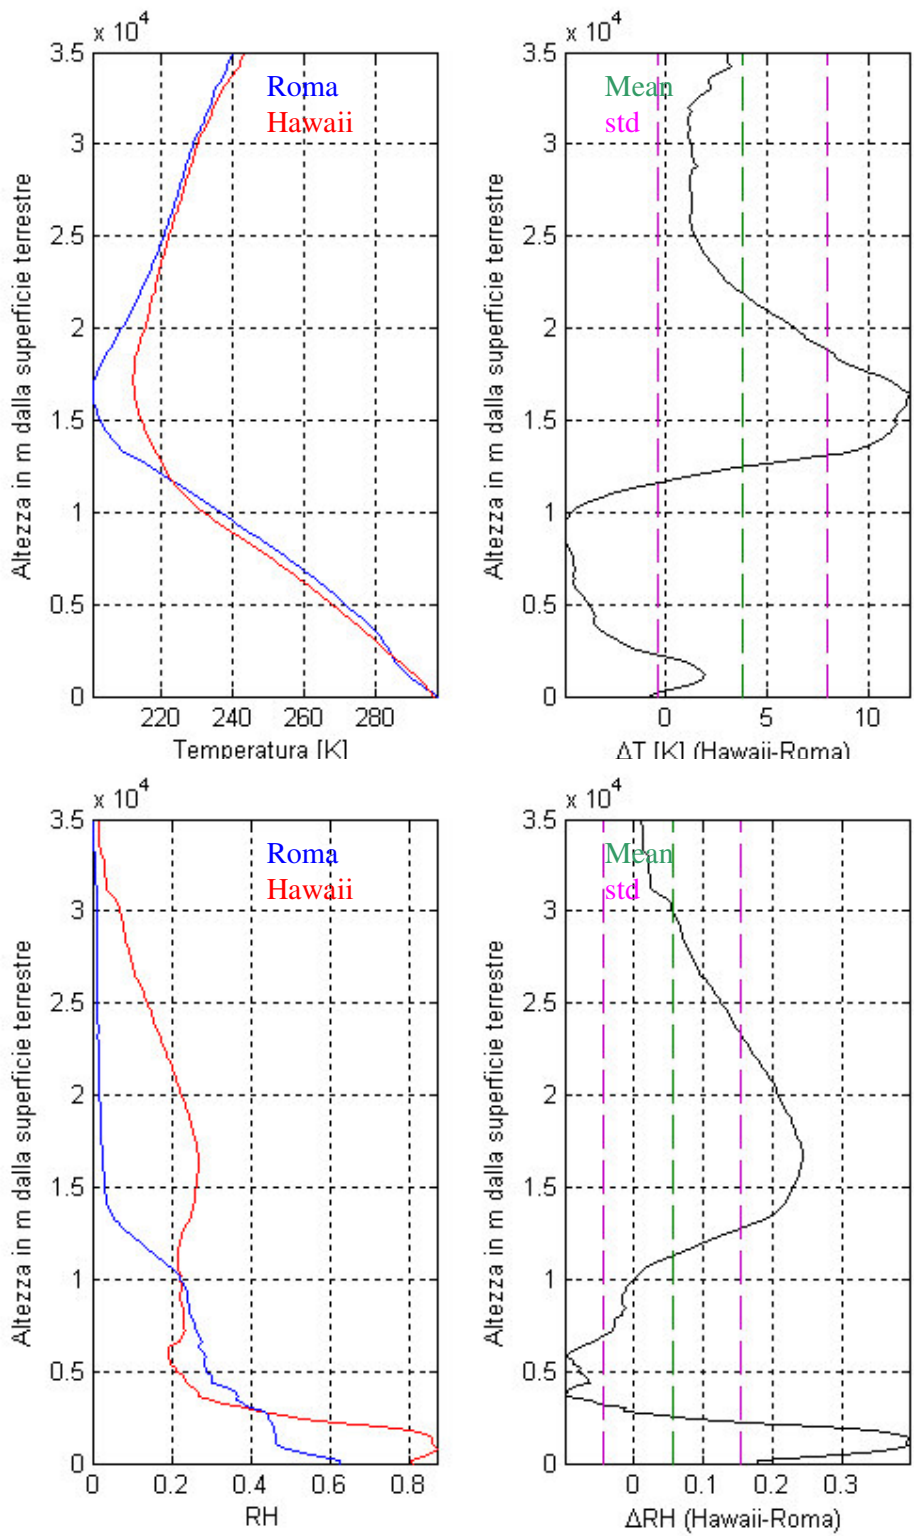 x 10^4
3.5
3
2.5
2
1.5
1
0.5
0
Altezza in m dalla superficie terrestre
Roma
Hawaii
220 240 260 280
Temperatura [K]
x 10^4
3.5
3
2.5
2
1.5
1
0.5
0
Altezza in m dalla superficie terrestre
Mean
std
0 5 10
ΔT [K] (Hawaii-Roma)
x 10^4
3.5
3
2.5
2
1.5
1
0.5
0
Altezza in m dalla superficie terrestre
Roma
Hawaii
0 0.2 0.4 0.6 0.8
RH
x 10^4
3.5
3
2.5
2
1.5
1
0.5
0
Altezza in m dalla superficie terrestre
Mean
std
0 0.1 0.2 0.3
ΔRH (Hawaii-Roma)